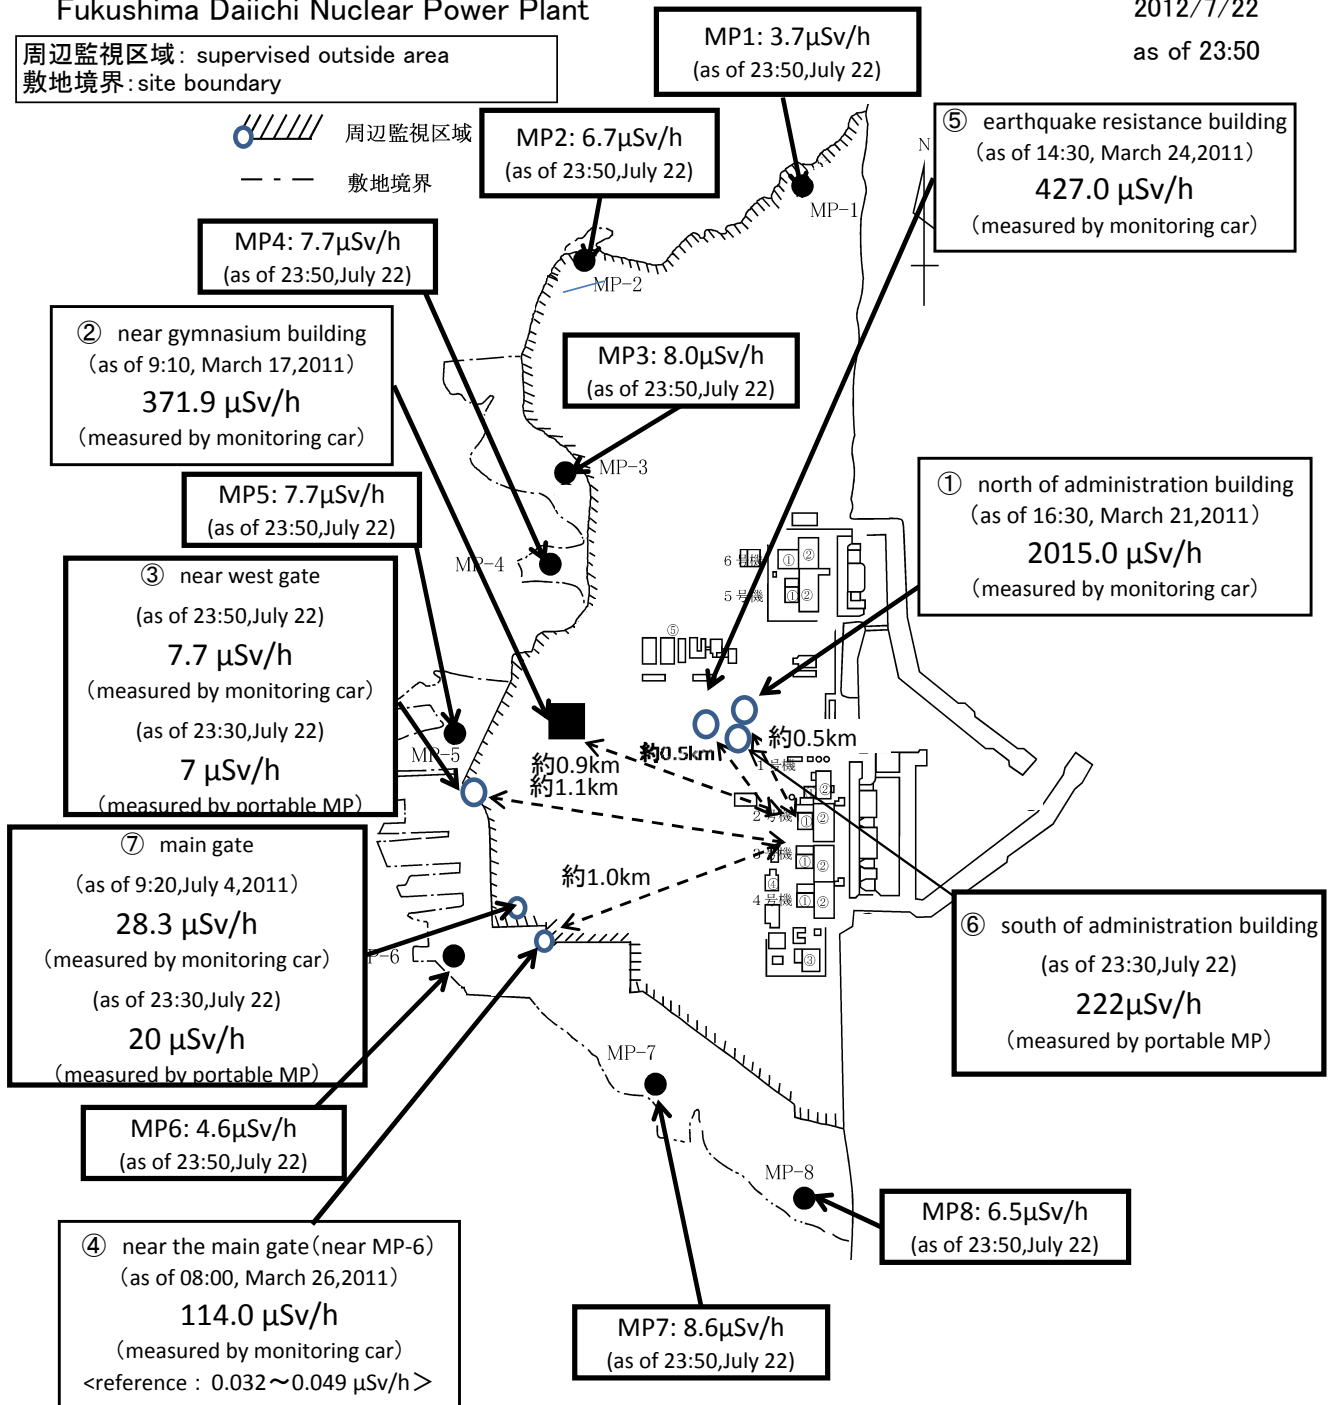 Fukushima Daiichi Nuclear Power Plant
2012/7/22
as of 23:50
周辺監視区域: supervised outside area
敷地境界:site boundary
周辺監視区域
敷地境界
MP1: 3.7μSv/h
(as of 23:50,July 22)
MP2: 6.7μSv/h
(as of 23:50,July 22)
⑤ earthquake resistance building
(as of 14:30, March 24,2011)
427.0 μSv/h
(measured by monitoring car)
N
MP-1
MP4: 7.7μSv/h
(as of 23:50,July 22)
MP-2
② near gymnasium building
(as of 9:10, March 17,2011)
371.9 μSv/h
(measured by monitoring car)
MP3: 8.0μSv/h
(as of 23:50,July 22)
MP-3
MP5: 7.7μSv/h
(as of 23:50,July 22)
① north of administration building
(as of 16:30, March 21,2011)
2015.0 μSv/h
(measured by monitoring car)
MP-4
6号機
① ②
5号機
① ②
⑤
③ near west gate
(as of 23:50,July 22)
7.7 μSv/h
(measured by monitoring car)
(as of 23:30,July 22)
7 μSv/h
(measured by portable MP)
MP-5
約0.9km
約1.1km
約0.5km
約0.5km
1号機
②
2号機
① ②
3号機
① ②
④
4号機
① ②
③
約1.0km
⑦ main gate
(as of 9:20,July 4,2011)
28.3 μSv/h
(measured by monitoring car)
(as of 23:30,July 22)
20 μSv/h
(measured by portable MP)
P-6
⑥ south of administration building
(as of 23:30,July 22)
222μSv/h
(measured by portable MP)
MP-7
MP6: 4.6μSv/h
(as of 23:50,July 22)
MP-8
MP8: 6.5μSv/h
(as of 23:50,July 22)
④ near the main gate(near MP-6)
(as of 08:00, March 26,2011)
114.0 μSv/h
(measured by monitoring car)
<reference : 0.032～0.049 μSv/h>
MP7: 8.6μSv/h
(as of 23:50,July 22)